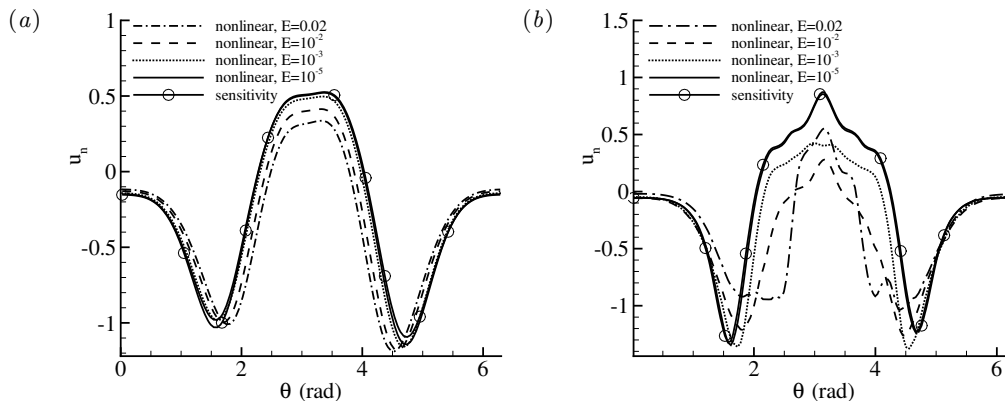 (a)
nonlinear, E=0.02
nonlinear, E=10⁻²
nonlinear, E=10⁻³
nonlinear, E=10⁻⁵
sensitivity
1
0.5
0
-0.5
-1
uₙ
0 2 4 6
θ (rad)
(b)
nonlinear, E=0.02
nonlinear, E=10⁻²
nonlinear, E=10⁻³
nonlinear, E=10⁻⁵
sensitivity
1.5
1
0.5
0
-0.5
-1
uₙ
2 4 6
θ (rad)